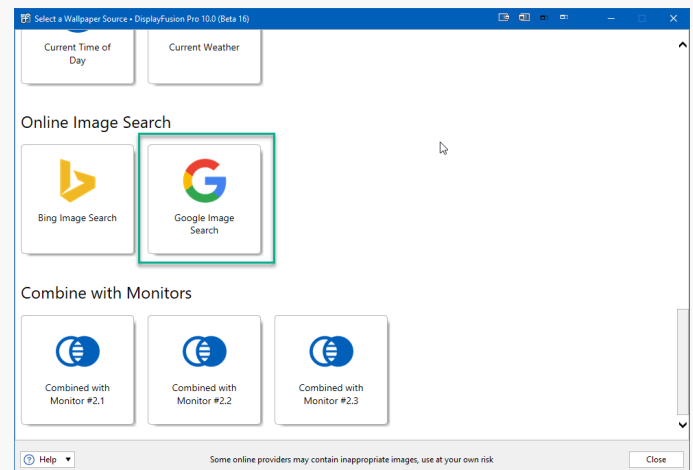 Select a Wallpaper Source • DisplayFusion Pro 10.0 (Beta 16)
Current Time of
Day
Current Weather
Online Image Search
Bing Image Search
Google Image
Search
Combine with Monitors
Combined with
Monitor #2.1
Combined with
Monitor #2.2
Combined with
Monitor #2.3
Help
Some online providers may contain inappropriate images, use at your own risk
Close